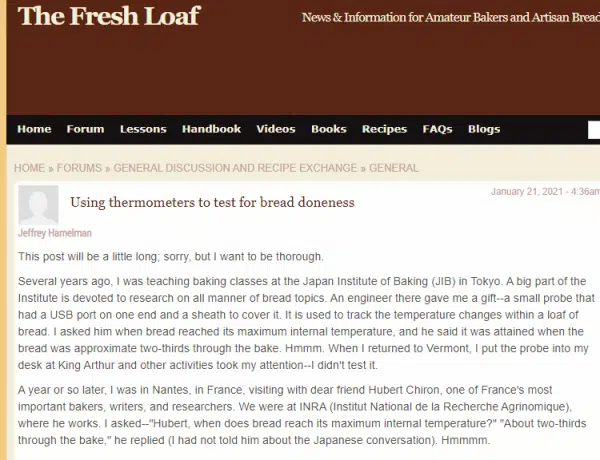 The Fresh Loaf
News & Information for Amateur Bakers and Artisan Bread
Home Forum Lessons Handbook Videos Books Recipes FAQs Blogs
HOME » FORUMS » GENERAL DISCUSSION AND RECIPE EXCHANGE » GENERAL
January 21, 2021 - 4:36am
Using thermometers to test for bread doneness
Jeffrey Hamelman
This post will be a little long; sorry, but I want to be thorough.
Several years ago, I was teaching baking classes at the Japan Institute of Baking (JIB) in Tokyo. A big part of the
Institute is devoted to research on all manner of bread topics. An engineer there gave me a gift--a small probe that
had a USB port on one end and a sheath to cover it. It is used to track the temperature changes within a loaf of
bread. I asked him when bread reached its maximum internal temperature, and he said it was attained when the
bread was approximate two-thirds through the bake. Hmmm. When I returned to Vermont, I put the probe into my
desk at King Arthur and other activities took my attention--I didn't test it.
A year or so later, I was in Nantes, in France, visiting with dear friend Hubert Chiron, one of France's most
important bakers, writers, and researchers. We were at INRA (Institut National de la Recherche Agrinomique),
where he works. I asked--"Hubert, when does bread reach its maximum internal temperature?" "About two-thirds
through the bake," he replied (I had not told him about the Japanese conversation). Hmmmm.